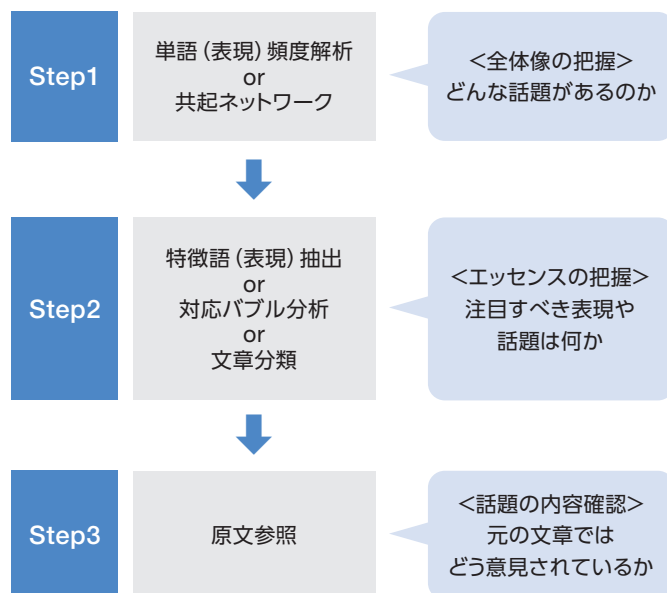 Step1
単語（表現）頻度解析
or
共起ネットワーク
<全体像の把握>
どんな話題があるのか
Step2
特徴語（表現）抽出
or
対応バブル分析
or
文章分類
<エッセンスの把握>
注目すべき表現や
話題は何か
Step3
原文参照
<話題の内容確認>
元の文章では
どう意見されているか